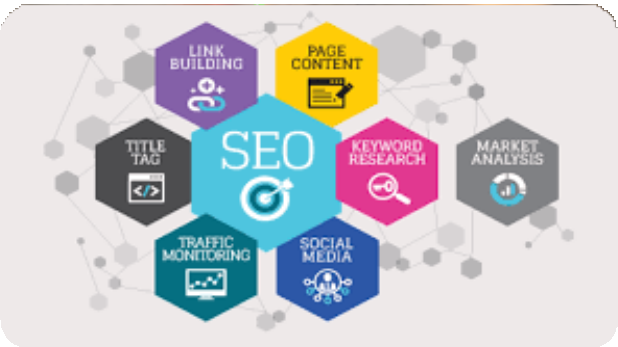 LINK
BUILDING
PAGE
CONTENT
TITLE
TAG
SEO
KEYWORD
RESEARCH
MARKET
ANALYSIS
TRAFFIC
MONITORING
SOCIAL
MEDIA